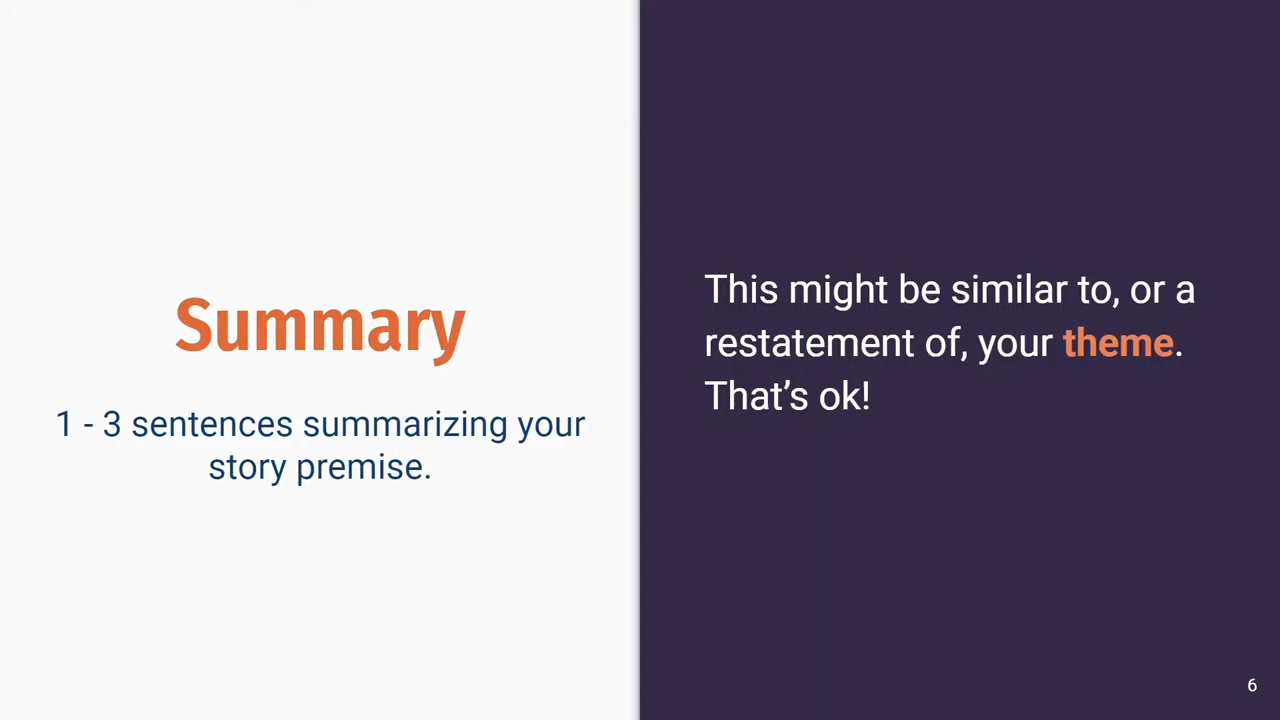 Summary
1 - 3 sentences summarizing your
story premise.
This might be similar to, or a
restatement of, your theme.
That’s ok!
6